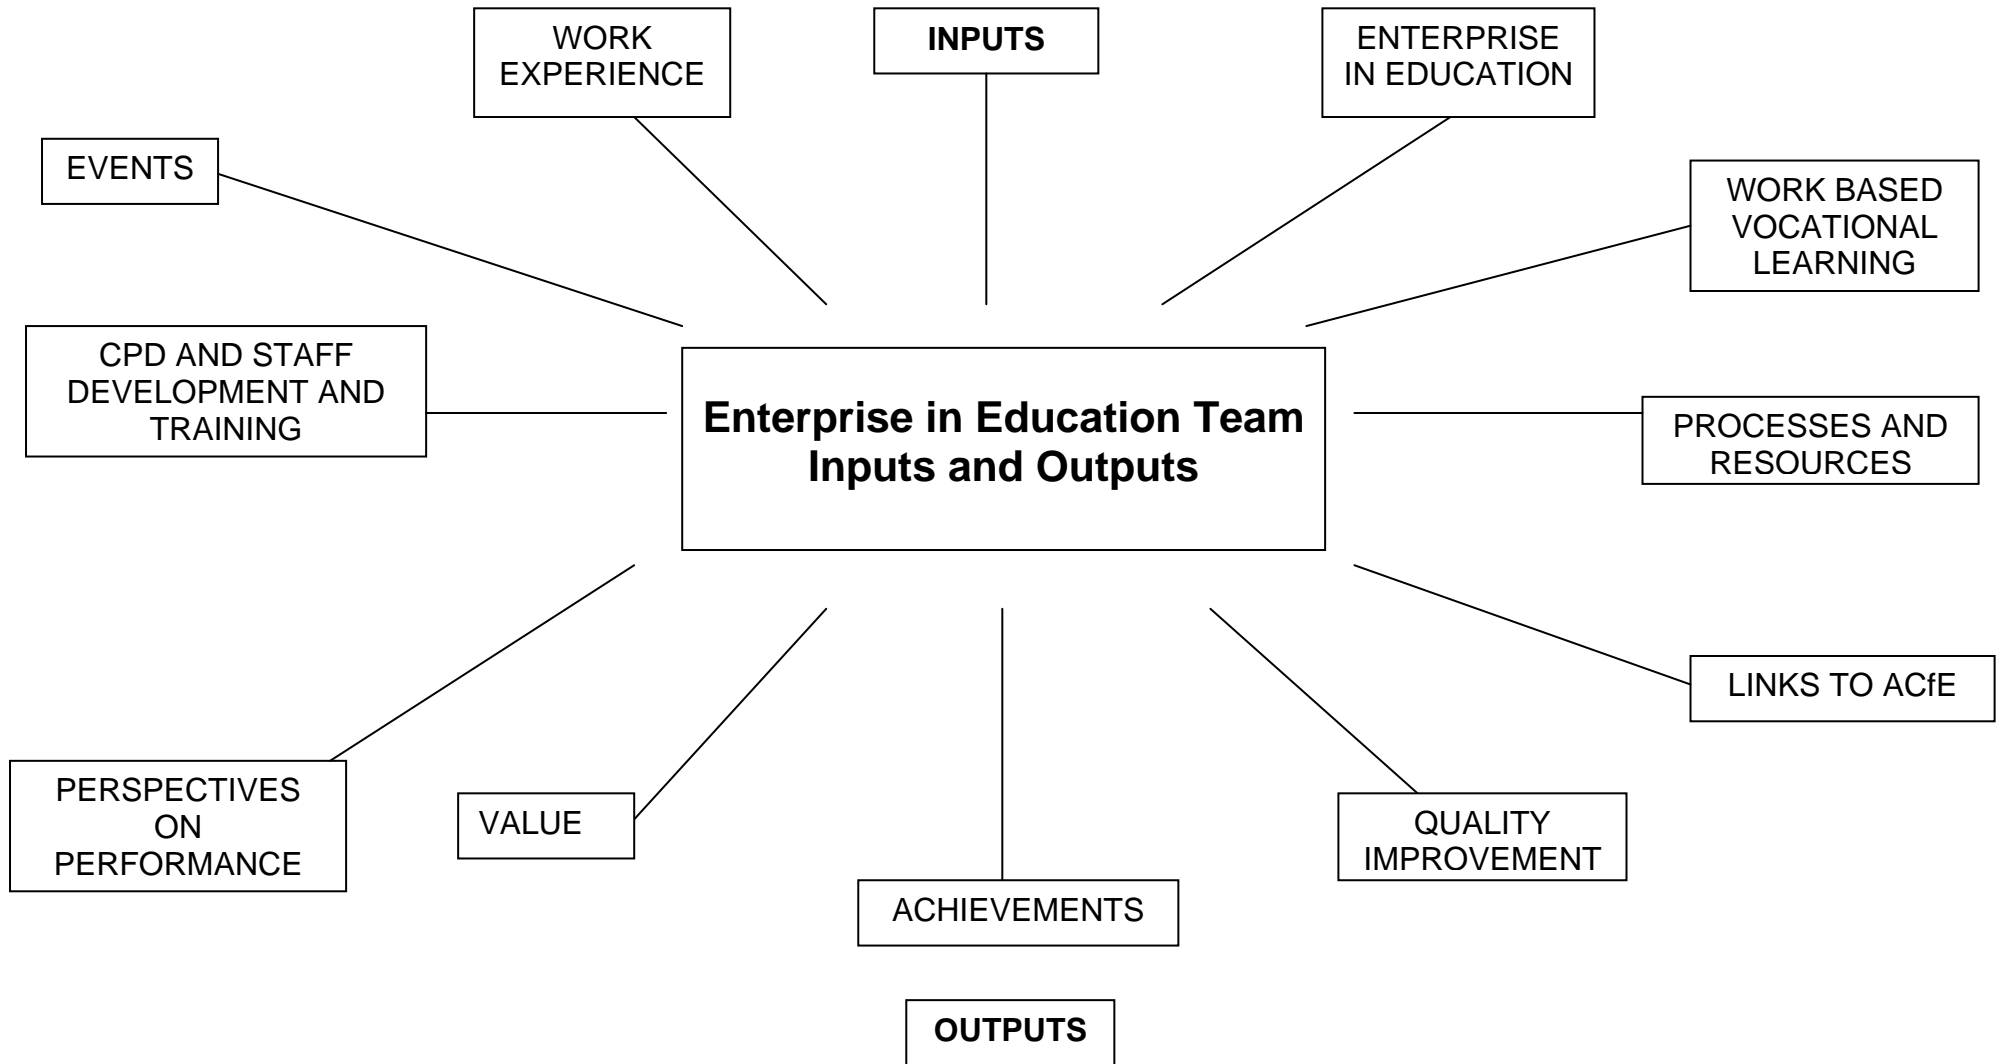 WORK
EXPERIENCE
INPUTS
ENTERPRISE
IN EDUCATION
EVENTS
WORK BASED
VOCATIONAL
LEARNING
CPD AND STAFF
DEVELOPMENT AND
TRAINING
Enterprise in Education Team
Inputs and Outputs
PROCESSES AND
RESOURCES
LINKS TO ACfE
PERSPECTIVES
ON
PERFORMANCE
VALUE
QUALITY
IMPROVEMENT
ACHIEVEMENTS
OUTPUTS